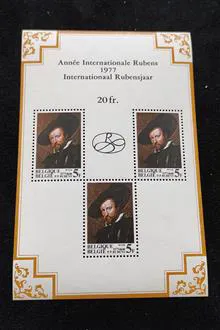 Année Internationale Rubens
1977
Internationaal Rubensjaar
20 fr.
BELGIQUE
BELGIË 5F
BELGIQUE
BELGIË 5F
BELGIQUE
BELGIË 5F